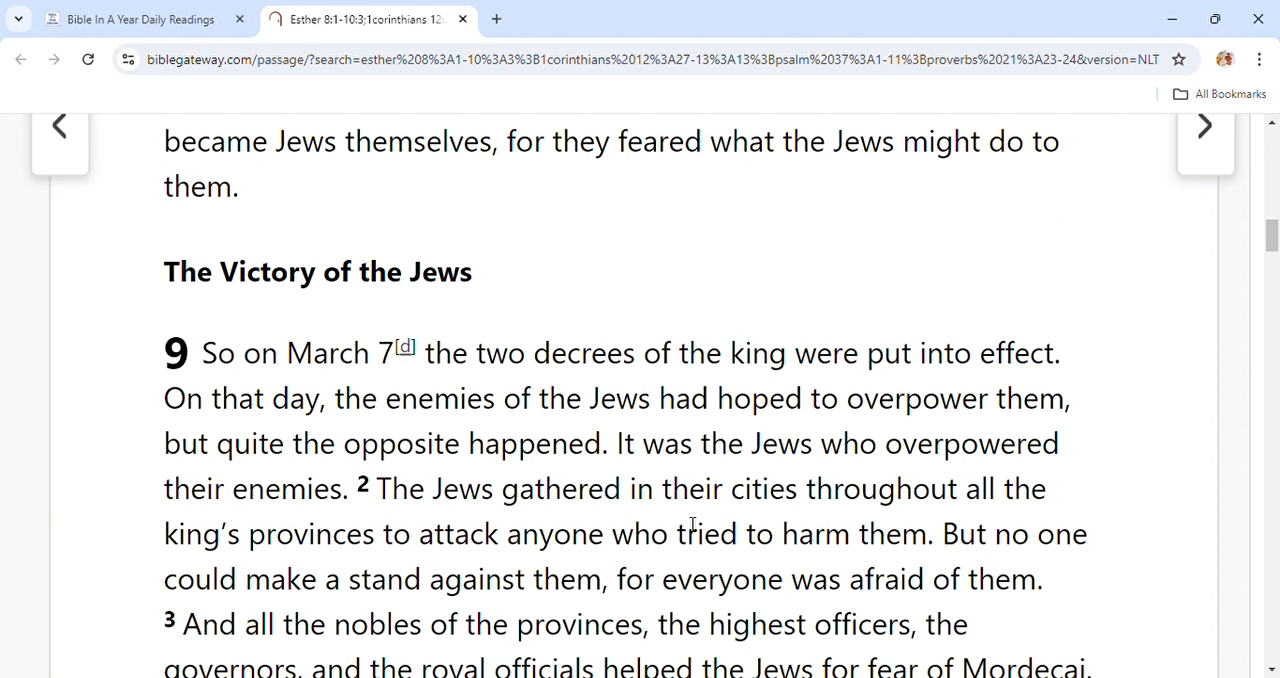 Bible In A Year Daily Readings
Esther 8:1-10:3;1corinthians 12:
biblegateway.com/passage/?search=esther%208%3A1-10%3A3%3B1corinthians%2012%3A27-13%3A13%3Bpsalm%2037%3A1-11%3Bproverbs%2021%3A23-24&version=NLT
All Bookmarks
became Jews themselves, for they feared what the Jews might do to
them.
The Victory of the Jews
9 So on March 7[d] the two decrees of the king were put into effect.
On that day, the enemies of the Jews had hoped to overpower them,
but quite the opposite happened. It was the Jews who overpowered
their enemies. 2 The Jews gathered in their cities throughout all the
king’s provinces to attack anyone who tried to harm them. But no one
could make a stand against them, for everyone was afraid of them.
3 And all the nobles of the provinces, the highest officers, the
governors, and the royal officials helped the Jews for fear of Mordecai.